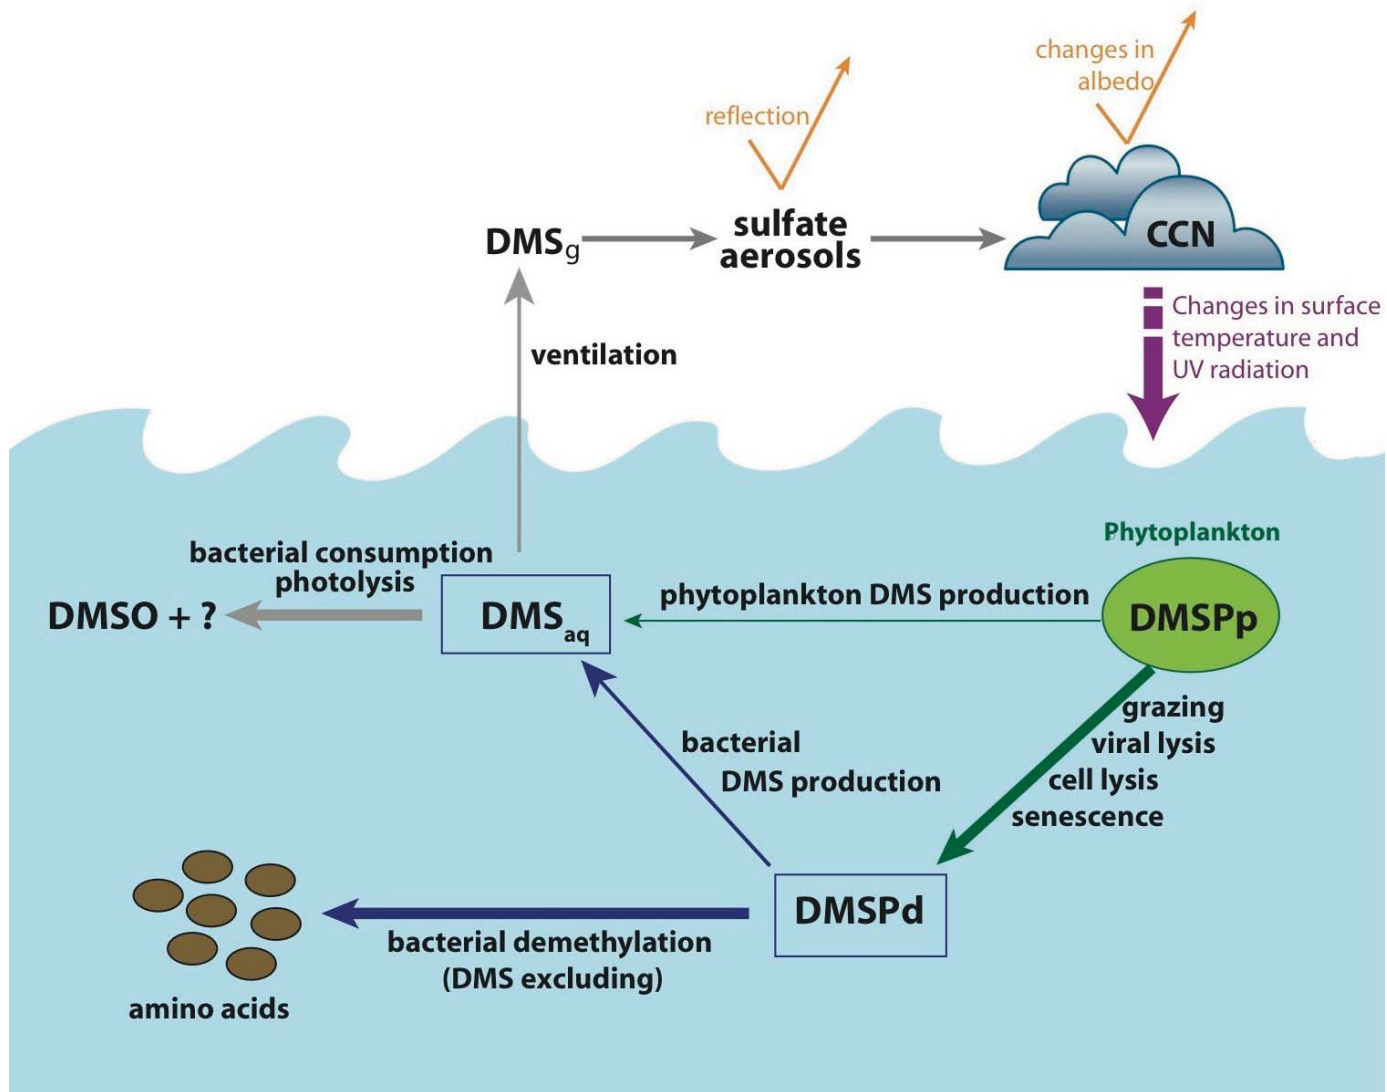 changes in
albedo
reflection
DMSg
sulfate
aerosols
CCN
ventilation
Changes in surface
temperature and
UV radiation
Phytoplankton
bacterial consumption
photolysis
DMSO + ?
DMSaq
phytoplankton DMS production
DMSPp
grazing
viral lysis
cell lysis
senescence
bacterial
DMS production
DMSPd
bacterial demethylation
(DMS excluding)
amino acids